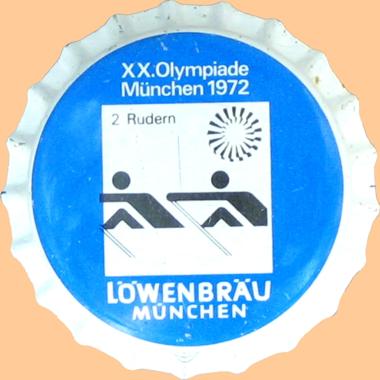 XX.Olympiade
München 1972
2 Rudern
LÖWENBRÄU
MÜNCHEN